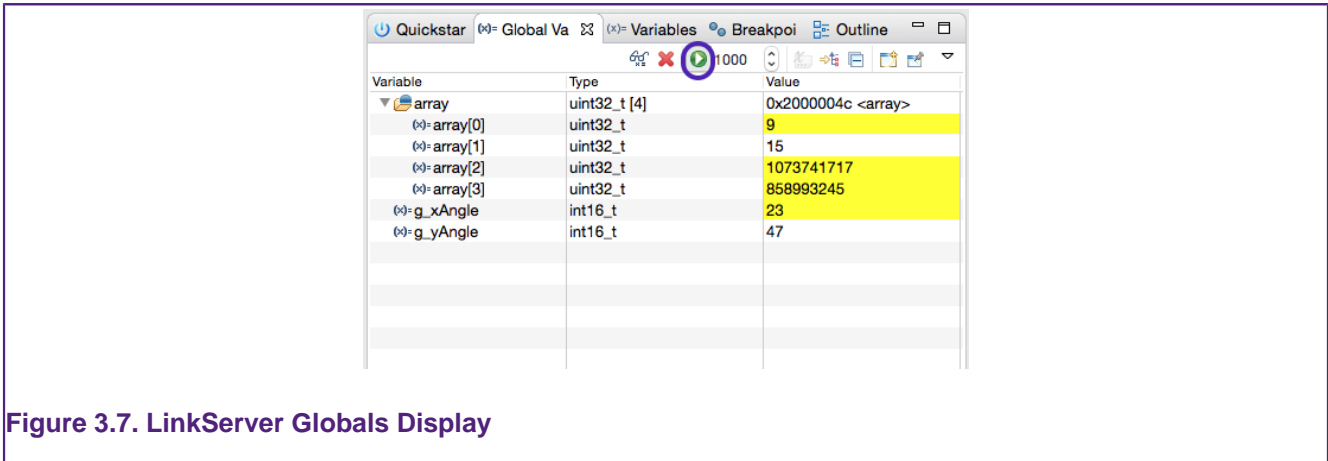 Quickstar (x)= Global Va (x)= Variables Breakpoi Outline
1000
Variable Type Value
array uint32_t [4] 0x2000004c <array>
(x)= array[0] uint32_t 9
(x)= array[1] uint32_t 15
(x)= array[2] uint32_t 1073741717
(x)= array[3] uint32_t 858993245
(x)= g_xAngle int16_t 23
(x)= g_yAngle int16_t 47
Figure 3.7. LinkServer Globals Display